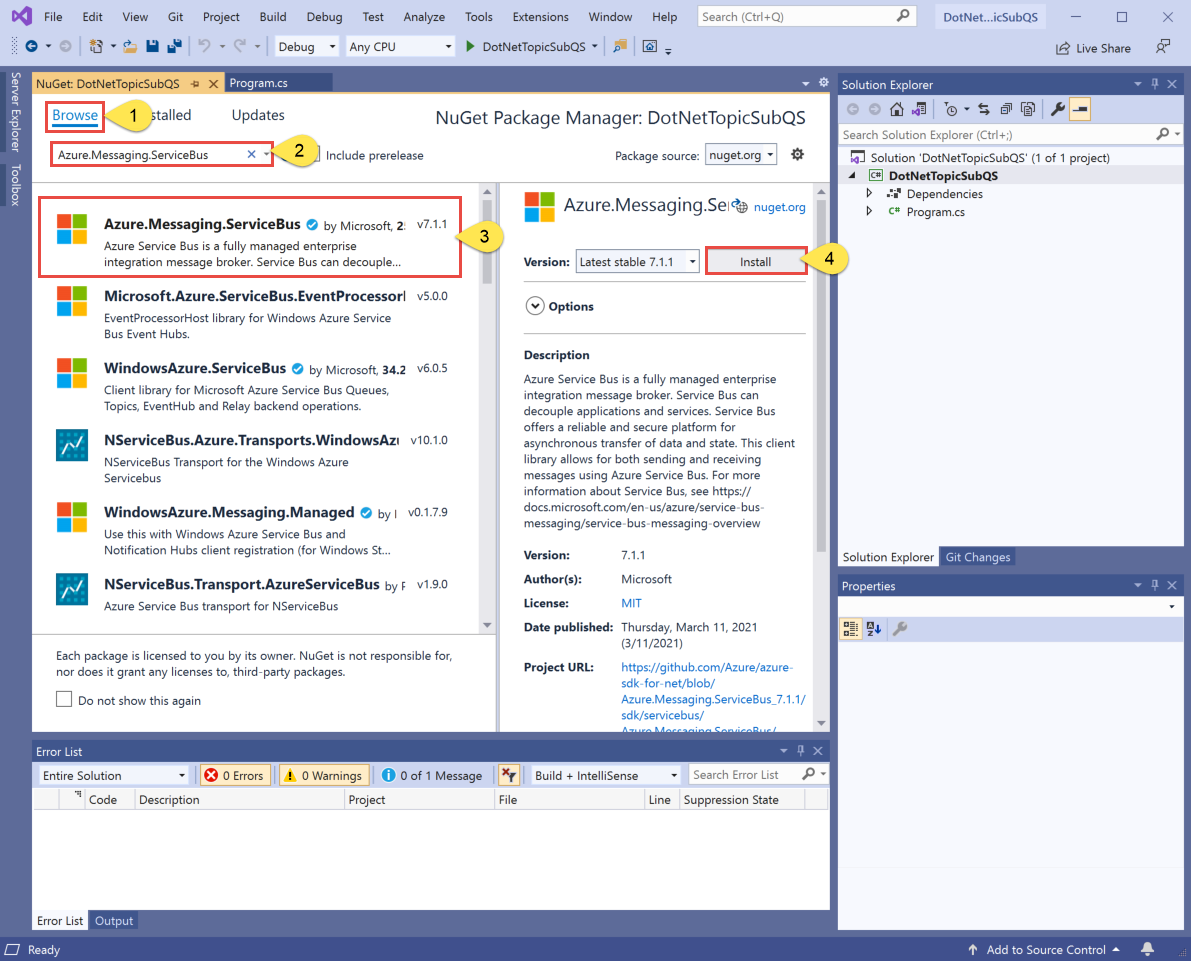 File Edit View Git Project Build Debug Test Analyze Tools Extensions Window Help Search (Ctrl+Q) DotNet...icSubQS
Debug Any CPU DotNetTopicSubQS Live Share
Server Explorer
Toolbox
NuGet: DotNetTopicSubQS Program.cs
Browse 1 stalled Updates
NuGet Package Manager: DotNetTopicSubQS
Azure.Messaging.ServiceBus 2 Include prerelease
Package source: nuget.org
Azure.Messaging.ServiceBus by Microsoft, 2: v7.1.1
Azure Service Bus is a fully managed enterprise
integration message broker. Service Bus can decouple...
3
Microsoft.Azure.ServiceBus.EventProcessorI v5.0.0
EventProcessorHost library for Windows Azure Service
Bus Event Hubs.
WindowsAzure.ServiceBus by Microsoft, 34.2 v6.0.5
Client library for Microsoft Azure Service Bus Queues,
Topics, EventHub and Relay backend operations.
NServiceBus.Azure.Transports.WindowsAzu v10.1.0
NServiceBus Transport for the Windows Azure
Servicebus
WindowsAzure.Messaging.Managed by v0.1.7.9
Use this with Windows Azure Service Bus and
Notification Hubs client registration (for Windows St...
NServiceBus.Transport.AzureServiceBus by v1.9.0
Azure Service Bus transport for NServiceBus
Each package is licensed to you by its owner. NuGet is not responsible for,
nor does it grant any licenses to, third-party packages.
Do not show this again
Azure.Messaging.Se nuget.org
Version: Latest stable 7.1.1 Install 4
Options
Description
Azure Service Bus is a fully managed enterprise
integration message broker. Service Bus can
decouple applications and services. Service Bus
offers a reliable and secure platform for
asynchronous transfer of data and state. This client
library allows for both sending and receiving
messages using Azure Service Bus. For more
information about Service Bus, see https://
docs.microsoft.com/en-us/azure/service-bus-
messaging/service-bus-messaging-overview
Version: 7.1.1
Author(s): Microsoft
License: MIT
Date published: Thursday, March 11, 2021
(3/11/2021)
Project URL: https://github.com/Azure/azure-
sdk-for-net/blob/
Azure.Messaging.ServiceBus_7.1.1/
sdk/servicebus/
Azure.Messaging.ServiceBus/
Solution Explorer
Search Solution Explorer (Ctrl+;)
Solution 'DotNetTopicSubQS' (1 of 1 project)
C# DotNetTopicSubQS
Dependencies
C# Program.cs
Solution Explorer Git Changes
Properties
Error List
Entire Solution 0 Errors 0 Warnings 0 of 1 Message Build + IntelliSense Search Error List
Code Description Project File Line Suppression State
Error List Output
Ready Add to Source Control